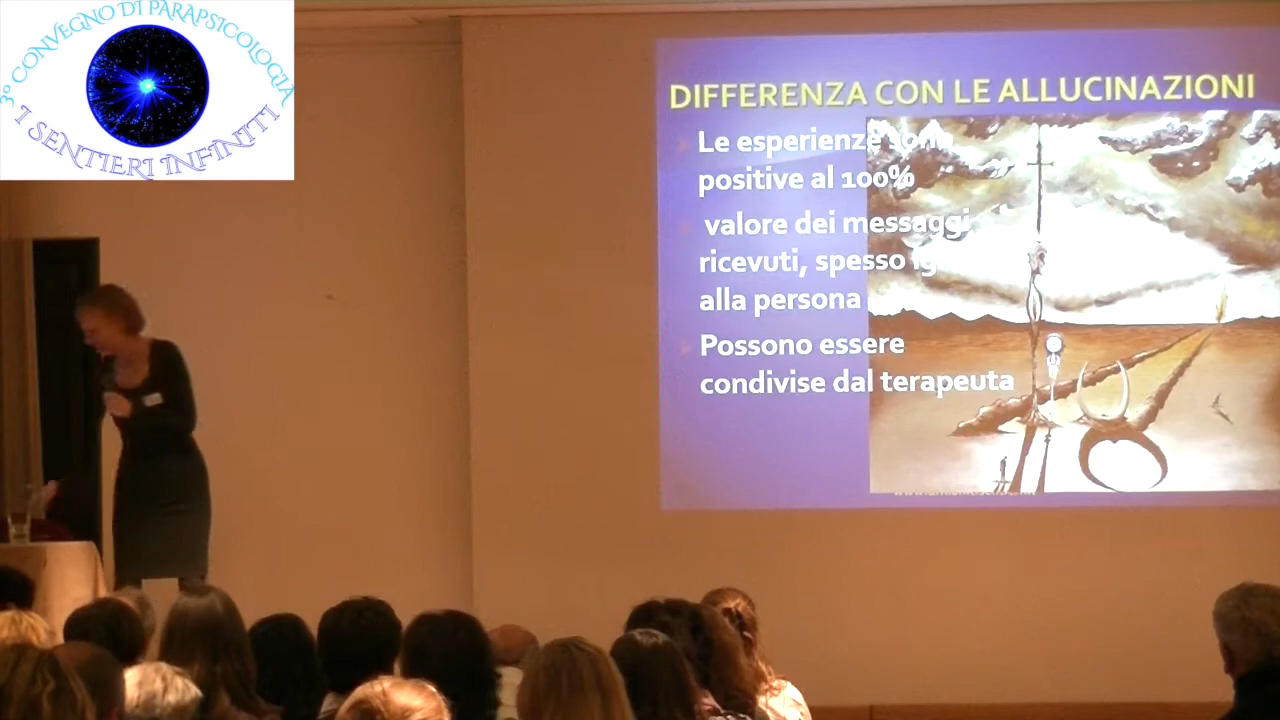 3° CONVEGNO DI PARAPSICOLOGIA
I SENTIERI INFINITI
DIFFERENZA CON LE ALLUCINAZIONI
Le esperienze sono
positive al 100%
valore dei messaggi
ricevuti, spesso
alla persona
Possono essere
condivise dal terapeuta